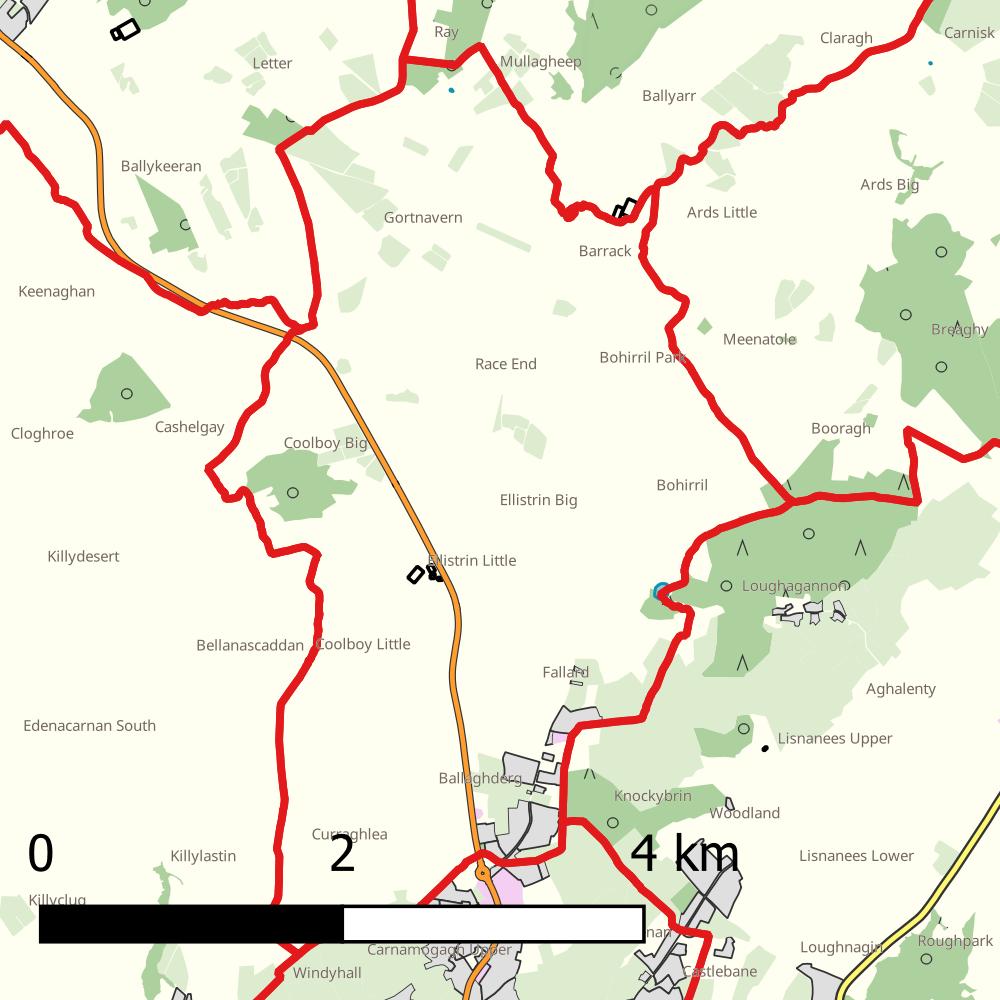 Ray
Claragh
Carnisk
Letter
Mullagheep
Ballyarr
Ballykeeran
Ards Big
Gortnavern
Ards Little
Barrack
Keenaghan
Breaghy
Meenatole
Bohirril Park
Race End
Cashelgay
Booragh
Cloghroe
Coolboy Big
Bohirril
Ellistrin Big
Killydesert
Ellistrin Little
Loughagannon
Bellanascaddan
Coolboy Little
Fallard
Aghalenty
Edenacarnan South
Lisnanees Upper
Ballaghderg
Knockybrin
Woodland
Curraghlea
0 2 4 km
Killylastin
Lisnanees Lower
Killyclug
nan
Carnamogagh Upper
Loughnagin
Roughpark
Windyhall
Castlebane